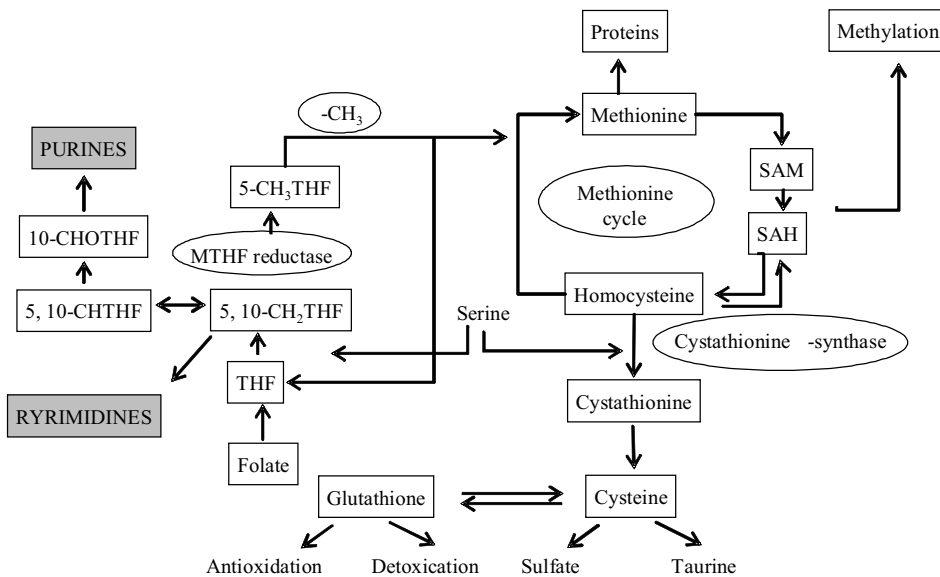 Proteins
Methylation
-CH₃
Methionine
PURINES
5-CH₃THF
SAM
Methionine
cycle
10-CHOTHF
MTHF reductase
SAH
5, 10-CHTHF
5, 10-CH₂THF
Homocysteine
Serine
Cystathionine -synthase
THF
Cystathionine
RYRIMIDINES
Folate
Glutathione
Cysteine
Antioxidation
Detoxication
Sulfate
Taurine